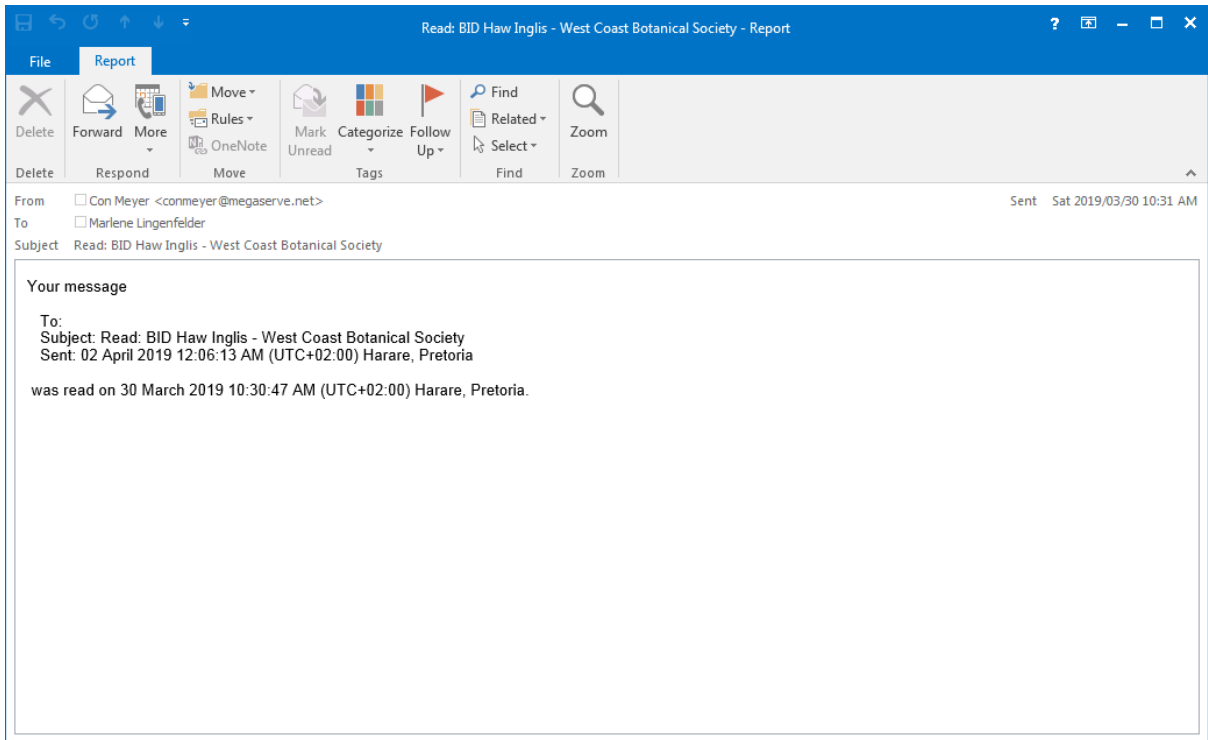 Read: BID Haw Inglis - West Coast Botanical Society - Report
File Report
Delete Forward More Move Rules OneNote Mark Unread Categorize Follow Up Find Related Select Zoom
Delete Respond Move Tags Find Zoom
From Con Meyer <conmeyer@megaserve.net> Sent Sat 2019/03/30 10:31 AM
To Marlene Lingenfelder
Subject Read: BID Haw Inglis - West Coast Botanical Society
Your message
To:
Subject: Read: BID Haw Inglis - West Coast Botanical Society
Sent: 02 April 2019 12:06:13 AM (UTC+02:00) Harare, Pretoria
was read on 30 March 2019 10:30:47 AM (UTC+02:00) Harare, Pretoria.